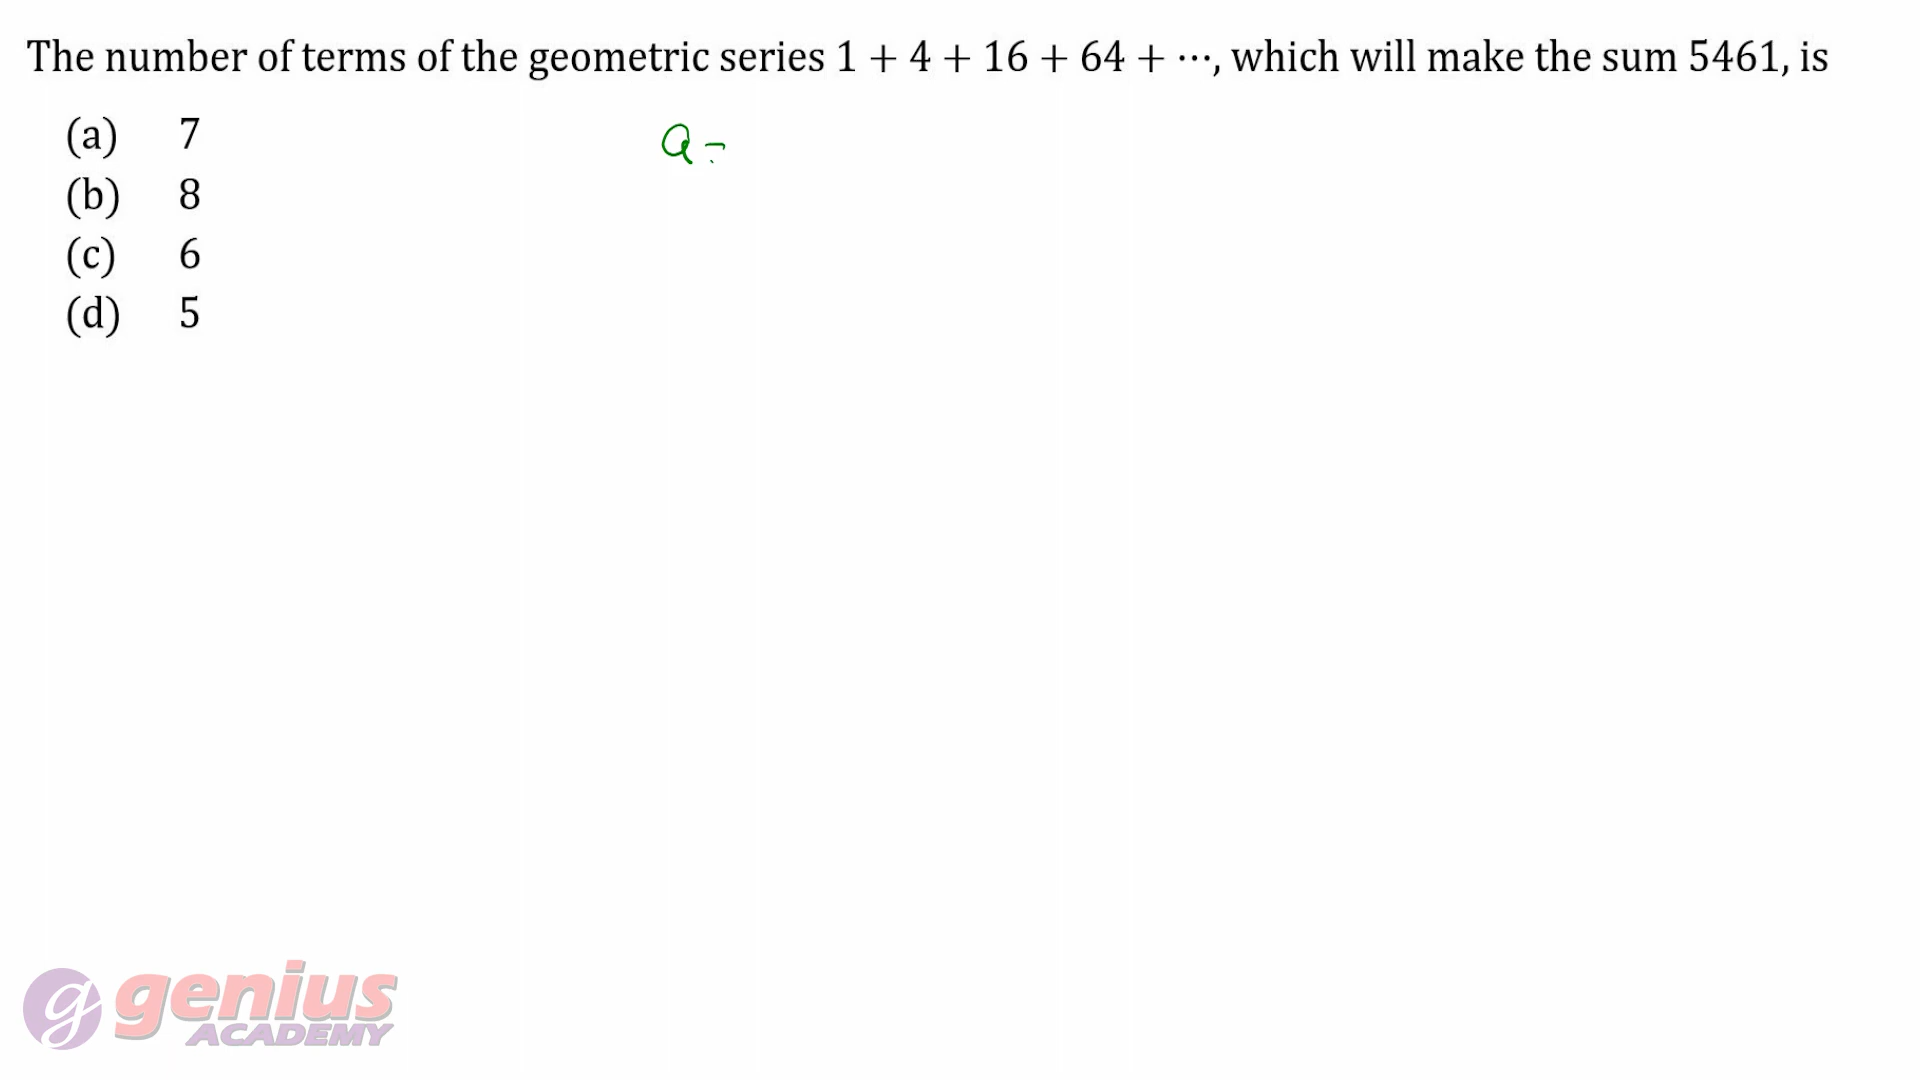 The number of terms of the geometric series 1 + 4 + 16 + 64 + ⋯, which will make the sum 5461, is
(a) 7
a =
(b) 8
(c) 6
(d) 5
g genius
ACADEMY